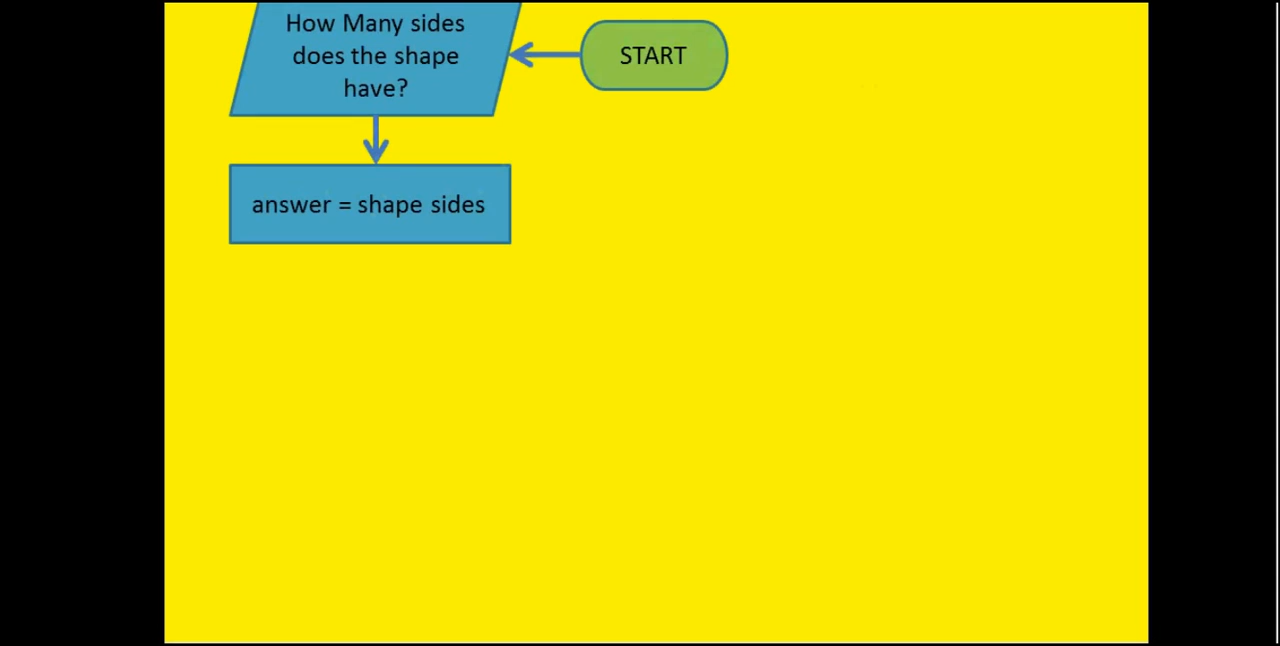 START
How Many sides
does the shape
have?
answer = shape sides